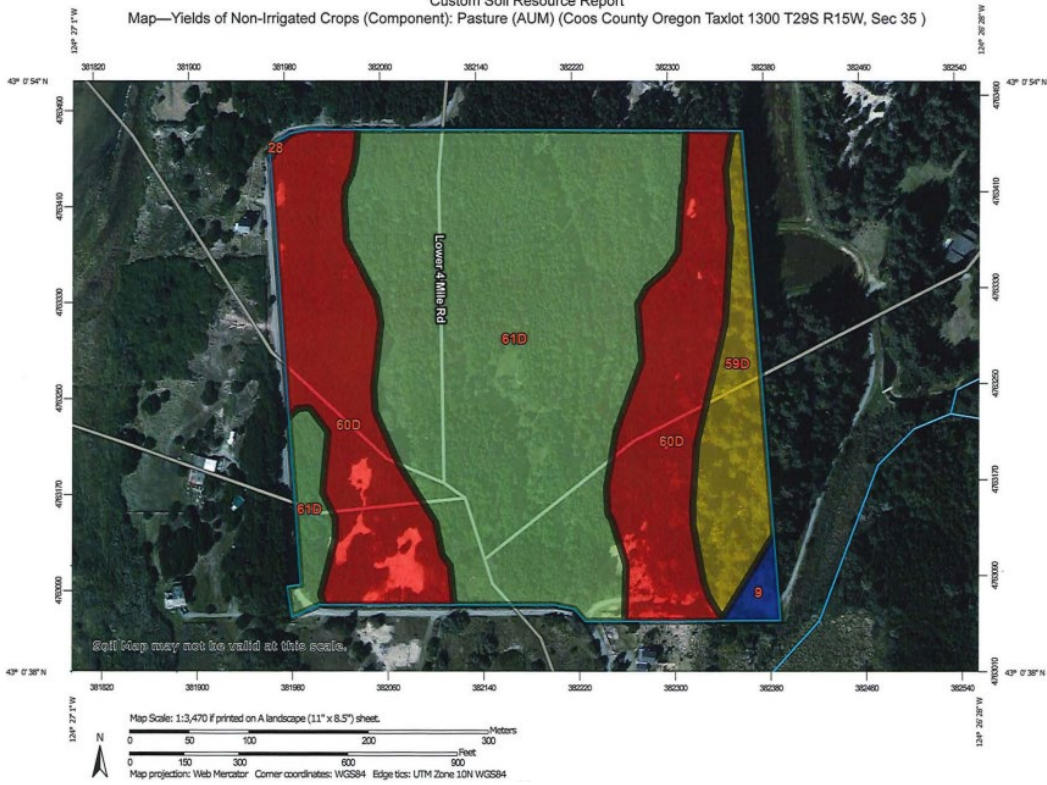 Custom Soil Resource Report
Map—Yields of Non-Irrigated Crops (Component): Pasture (AUM) (Coos County Oregon Taxlot 1300 T29S R15W, Sec 35 )
124° 27' 1" W
124° 26' 28" W
381820 381900 381980 382060 382140 382220 382300 382380 382460 382540
43° 0' 54" N
43° 0' 54" N
4763490
4763490
28
4763410
4763410
Lower 4 Mile Rd
4763330
4763330
61D
59D
4763250
4763250
60D
60D
4763170
4763170
61D
4763090
4763090
9
Soil Map may not be valid at this scale.
4763010
43° 0' 38" N
43° 0' 38" N
381820 381900 381980 382060 382140 382220 382300 382380 382460 382540
124° 27' 1" W
124° 26' 28" W
Map Scale: 1:3,470 if printed on A landscape (11" x 8.5") sheet.
N
Meters
0 50 100 200 300
Feet
0 150 300 600 900
Map projection: Web Mercator Corner coordinates: WGS84 Edge tics: UTM Zone 10N WGS84